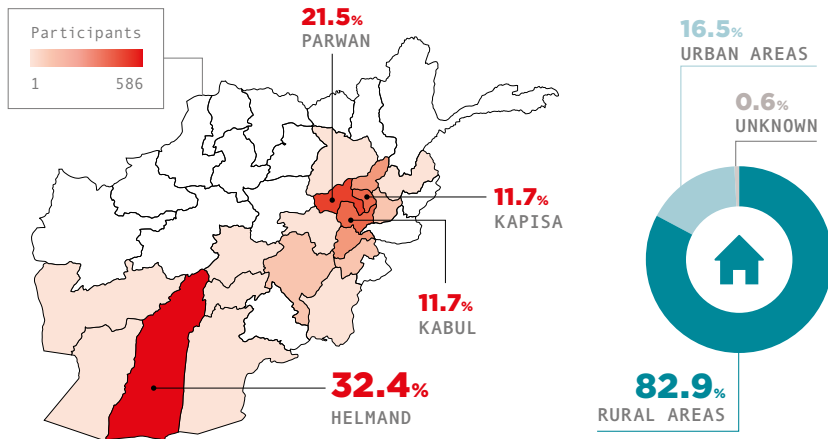 Participants
1 586
21.5%
PARWAN
11.7%
KAPISA
11.7%
KABUL
32.4%
HELMAND
16.5%
URBAN AREAS
0.6%
UNKNOWN
82.9%
RURAL AREAS